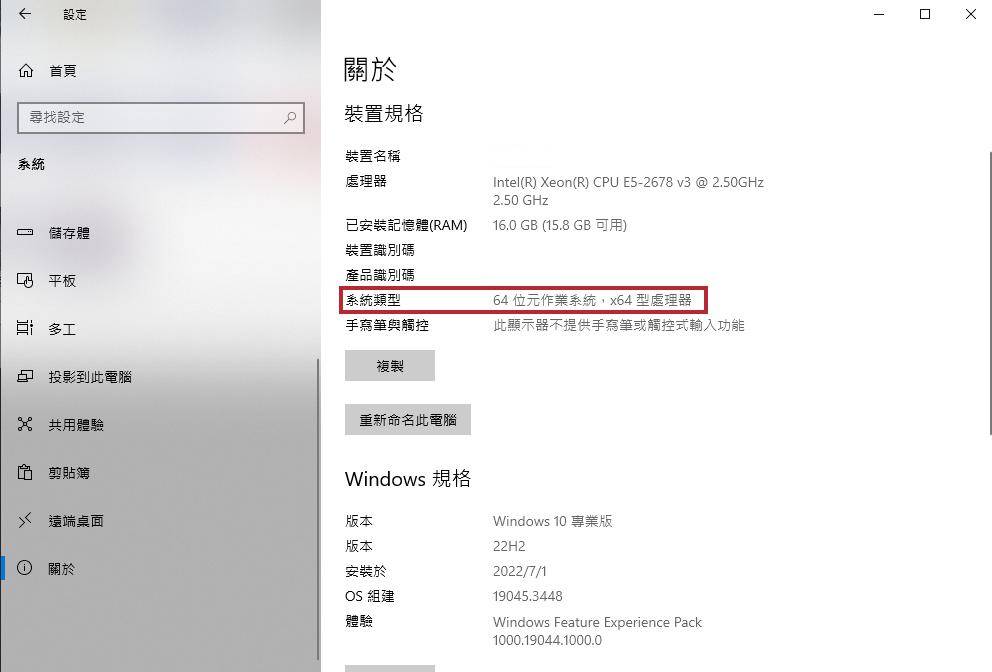 設定
首頁
尋找設定
系統
儲存體
平板
多工
投影到此電腦
共用體驗
剪貼簿
遠端桌面
關於
關於
裝置規格
裝置名稱
處理器 Intel(R) Xeon(R) CPU E5-2678 v3 @ 2.50GHz
2.50 GHz
已安裝記憶體(RAM) 16.0 GB (15.8 GB 可用)
裝置識別碼
產品識別碼
系統類型 64 位元作業系統，x64 型處理器
手寫筆與觸控 此顯示器不提供手寫筆或觸控式輸入功能
複製
重新命名此電腦
Windows 規格
版本 Windows 10 專業版
版本 22H2
安裝於 2022/7/1
OS 組建 19045.3448
體驗 Windows Feature Experience Pack
1000.19044.1000.0